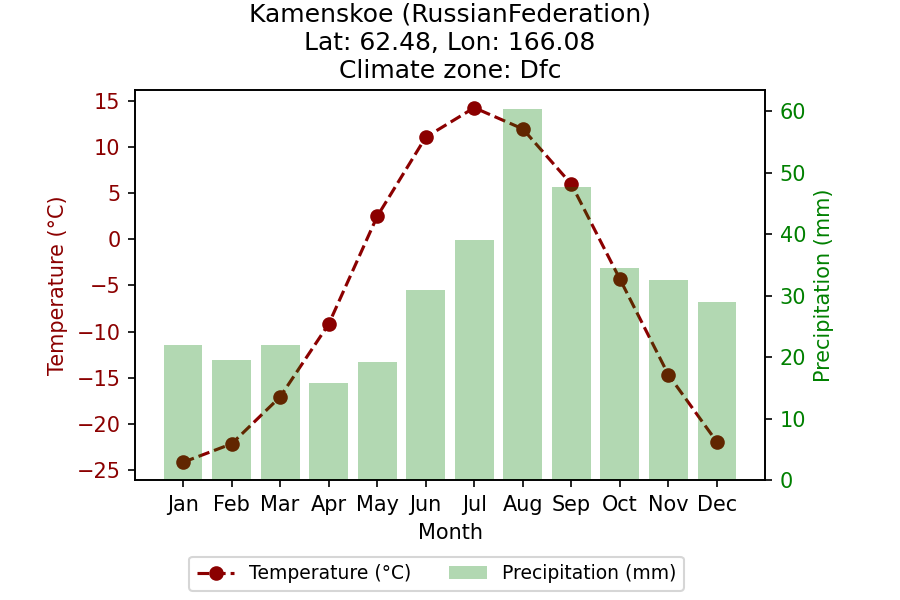 Kamenskoe (RussianFederation)
Lat: 62.48, Lon: 166.08
Climate zone: Dfc
15
10
5
0
−5
−10
−15
−20
−25
Temperature (°C)
60
50
40
30
20
10
0
Precipitation (mm)
Jan Feb Mar Apr May Jun Jul Aug Sep Oct Nov Dec
Month
Temperature (°C) Precipitation (mm)